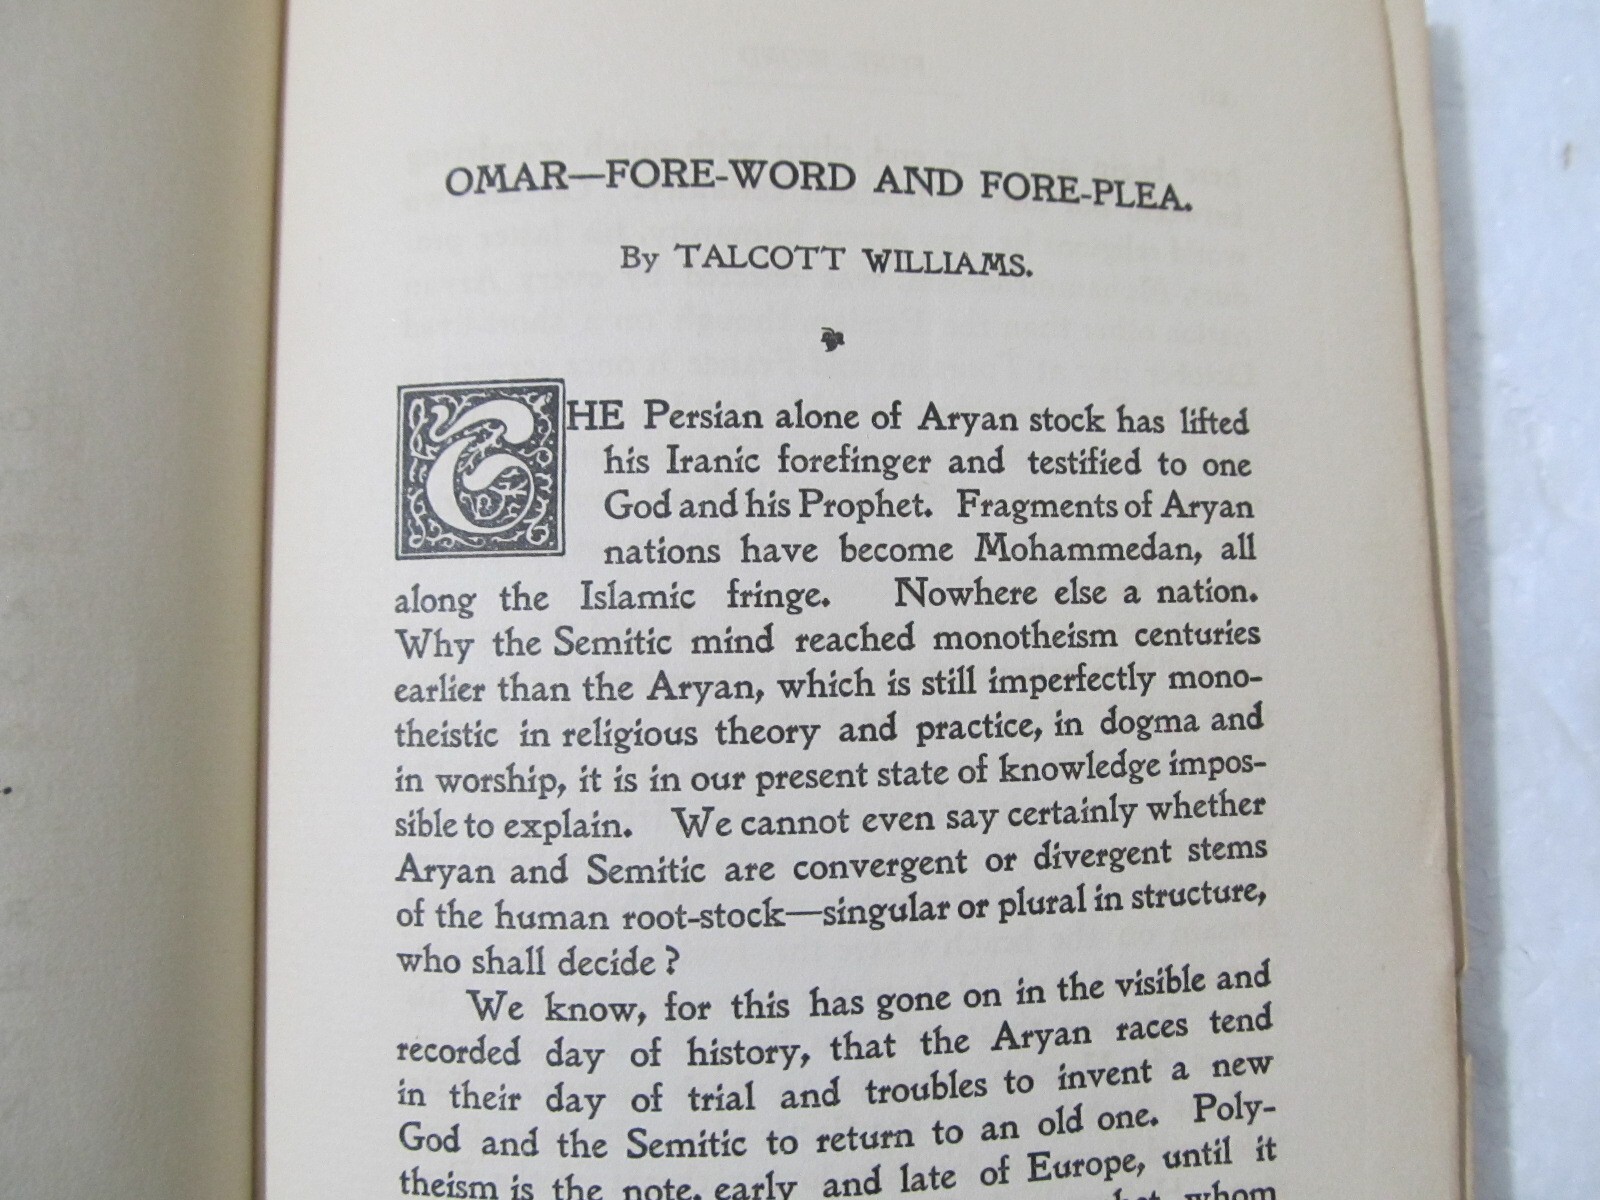 OMAR—FORE-WORD AND FORE-PLEA.
By TALCOTT WILLIAMS.
THE Persian alone of Aryan stock has lifted
his Iranic forefinger and testified to one
God and his Prophet. Fragments of Aryan
nations have become Mohammedan, all
along the Islamic fringe. Nowhere else a nation.
Why the Semitic mind reached monotheism centuries
earlier than the Aryan, which is still imperfectly mono-
theistic in religious theory and practice, in dogma and
in worship, it is in our present state of knowledge impos-
sible to explain. We cannot even say certainly whether
Aryan and Semitic are convergent or divergent stems
of the human root-stock—singular or plural in structure,
who shall decide?
We know, for this has gone on in the visible and
recorded day of history, that the Aryan races tend
in their day of trial and troubles to invent a new
God and the Semitic to return to an old one. Poly-
theism is the note, early and late of Europe, until it
whom